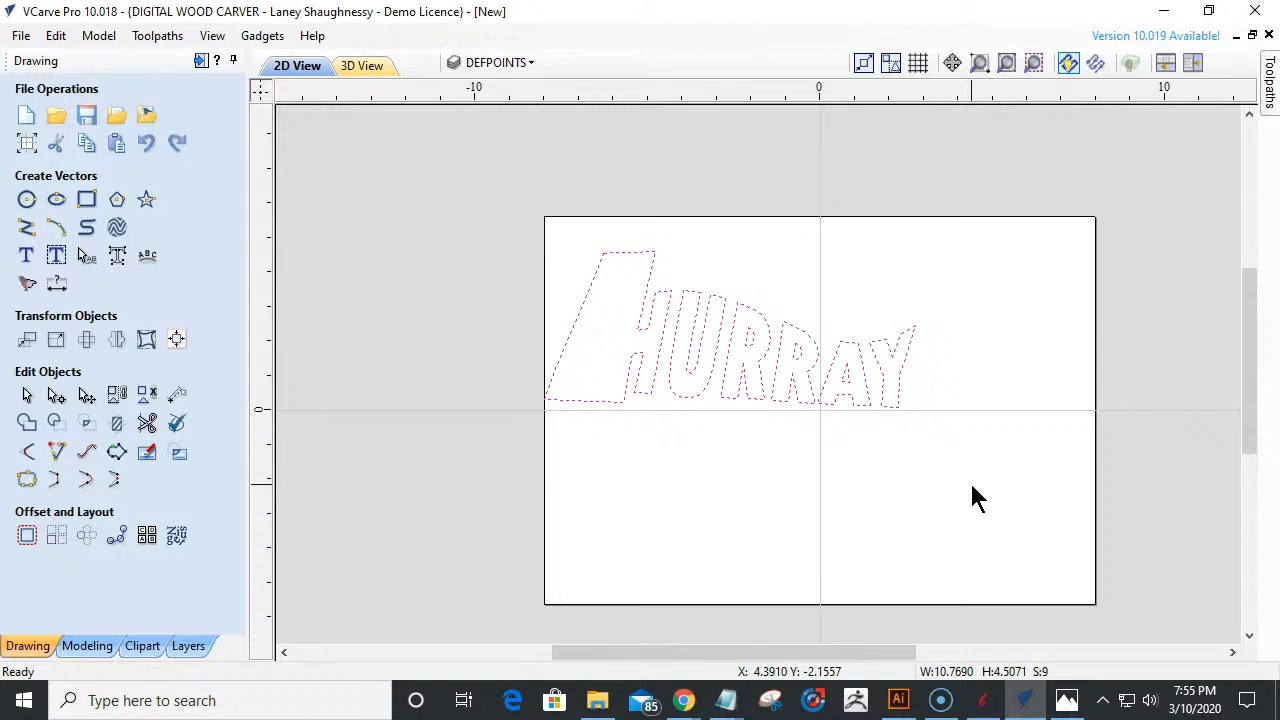 VCarve Pro 10.018 - {DIGITAL WOOD CARVER - Laney Shaughnessy - Demo Licence} - [New]
File Edit Model Toolpaths View Gadgets Help Version 10.019 Available!
Drawing ? 2D View 3D View DEFPOINTS Toolpaths
File Operations
-10 0 10
Create Vectors
Transform Objects
Edit Objects
Offset and Layout
HURRAY
0
Drawing Modeling Clipart Layers
Ready X: 4.3910 Y: -2.1557 W:10.7690 H:4.5071 S:9
Type here to search 85 Ai 7:55 PM
3/10/2020